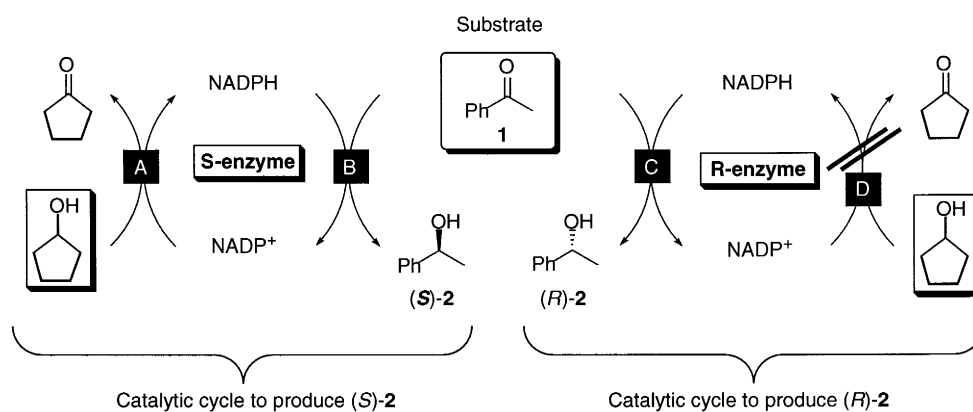 Substrate
O
NADPH
O
Ph
1
NADPH
O
A
S-enzyme
B
C
R-enzyme
D
OH
NADP+
OH
Ph
(S)-2
OH
Ph
(R)-2
NADP+
OH
Catalytic cycle to produce (S)-2
Catalytic cycle to produce (R)-2